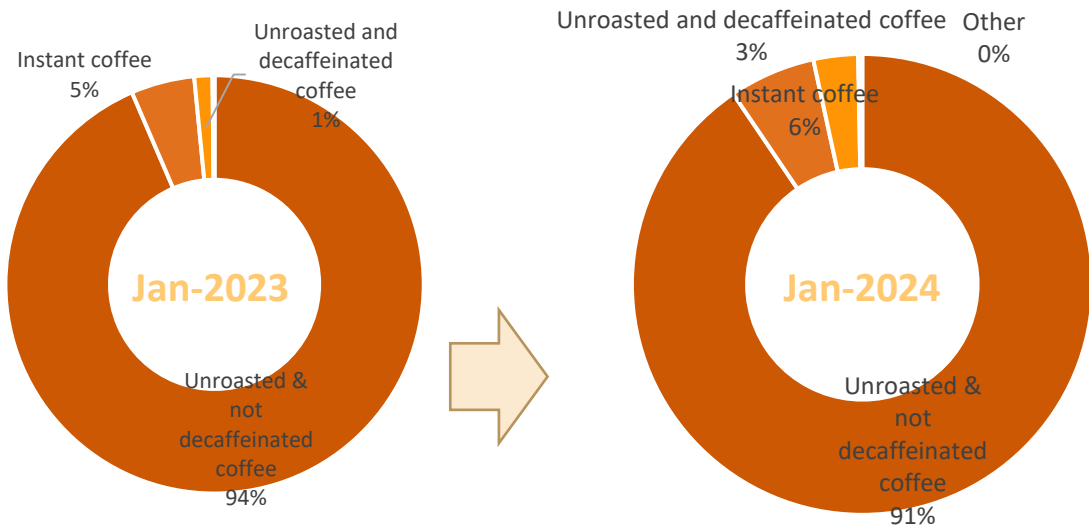 Instant coffee
5%
Unroasted and
decaffeinated
coffee
1%
Jan-2023
Unroasted &
not
decaffeinated
coffee
94%
Unroasted and decaffeinated coffee
3%
Other
0%
Instant coffee
6%
Jan-2024
Unroasted &
not
decaffeinated
coffee
91%